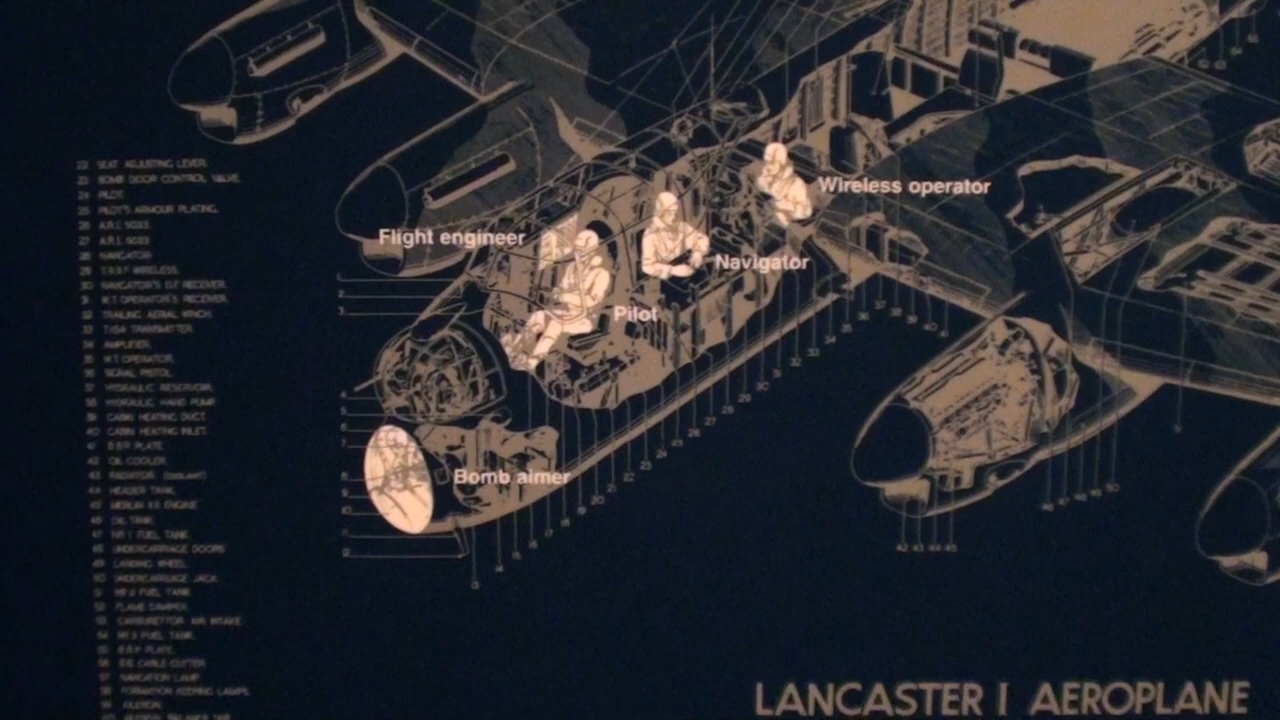 22 SEAT ADJUSTING LEVER.
23 BOMB DOOR CONTROL VALVE.
24 PILOT.
25 PILOT'S ARMOUR PLATING.
26 A.R.I. 5033.
27 A.R.I. 5033
28 NAVIGATOR.
29 T.R.9.F WIRELESS.
30 NAVIGATOR'S D.F. RECEIVER.
31 W.T. OPERATOR'S RECEIVER.
32 TRAILING AERIAL WINCH.
33 T.1154 TRANSMITTER.
34 AMPLIFIER.
35 W.T. OPERATOR.
36 SIGNAL PISTOL.
37 HYDRAULIC RESERVOIR.
38 HYDRAULIC HAND PUMP.
39 CABIN HEATING DUCT.
40 CABIN HEATING INLET.
41 B.B.P. PLATE.
42 OIL COOLER.
43 RADIATOR (COOLANT)
44 HEADER TANK.
45 MERLIN XX ENGINE
46 OIL TANK.
47 Nº 1 FUEL TANK.
48 UNDERCARRIAGE DOORS
49 LANDING WHEEL.
50 UNDERCARRIAGE JACK.
51 Nº 2 FUEL TANK
52 FLAME DAMPER.
53 CARBURETTOR AIR INTAKE.
54 Nº 3 FUEL TANK.
55 B.B.P. PLATE.
56 CABLE CUTTER
57 NAVIGATION LAMP
58 FORMATION KEEPING LAMPS.
59 AILERON.
Wireless operator
Flight engineer
Navigator
Pilot
Bomb aimer
42 43 44 45
LANCASTER I AEROPLANE